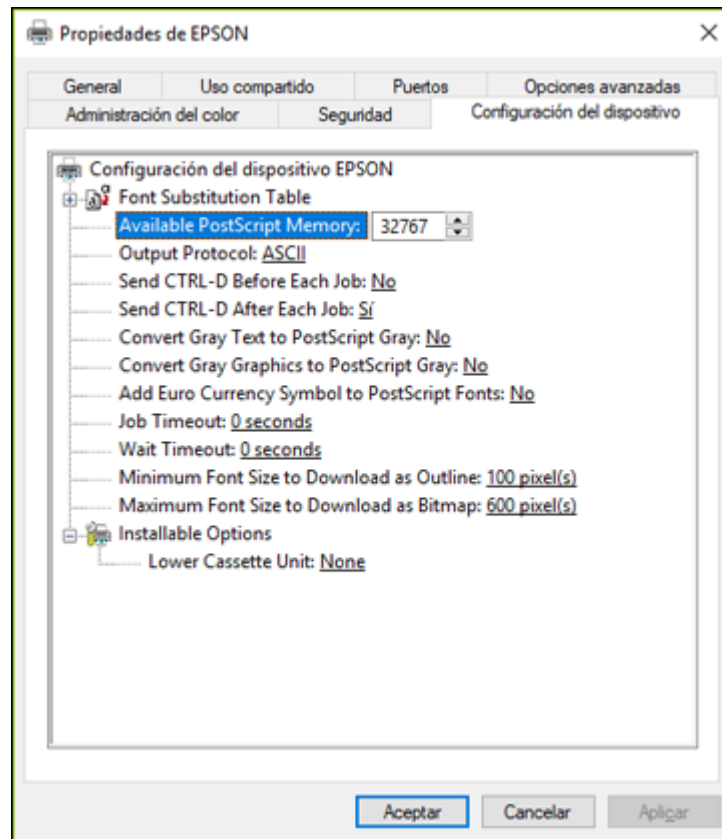 Propiedades de EPSON
General Uso compartido Puertos Opciones avanzadas
Administración del color Seguridad Configuración del dispositivo
Configuración del dispositivo EPSON
Font Substitution Table
Available PostScript Memory: 32767
Output Protocol: ASCII
Send CTRL-D Before Each Job: No
Send CTRL-D After Each Job: Sí
Convert Gray Text to PostScript Gray: No
Convert Gray Graphics to PostScript Gray: No
Add Euro Currency Symbol to PostScript Fonts: No
Job Timeout: 0 seconds
Wait Timeout: 0 seconds
Minimum Font Size to Download as Outline: 100 pixel(s)
Maximum Font Size to Download as Bitmap: 600 pixel(s)
Installable Options
Lower Cassette Unit: None
Aceptar Cancelar Aplicar